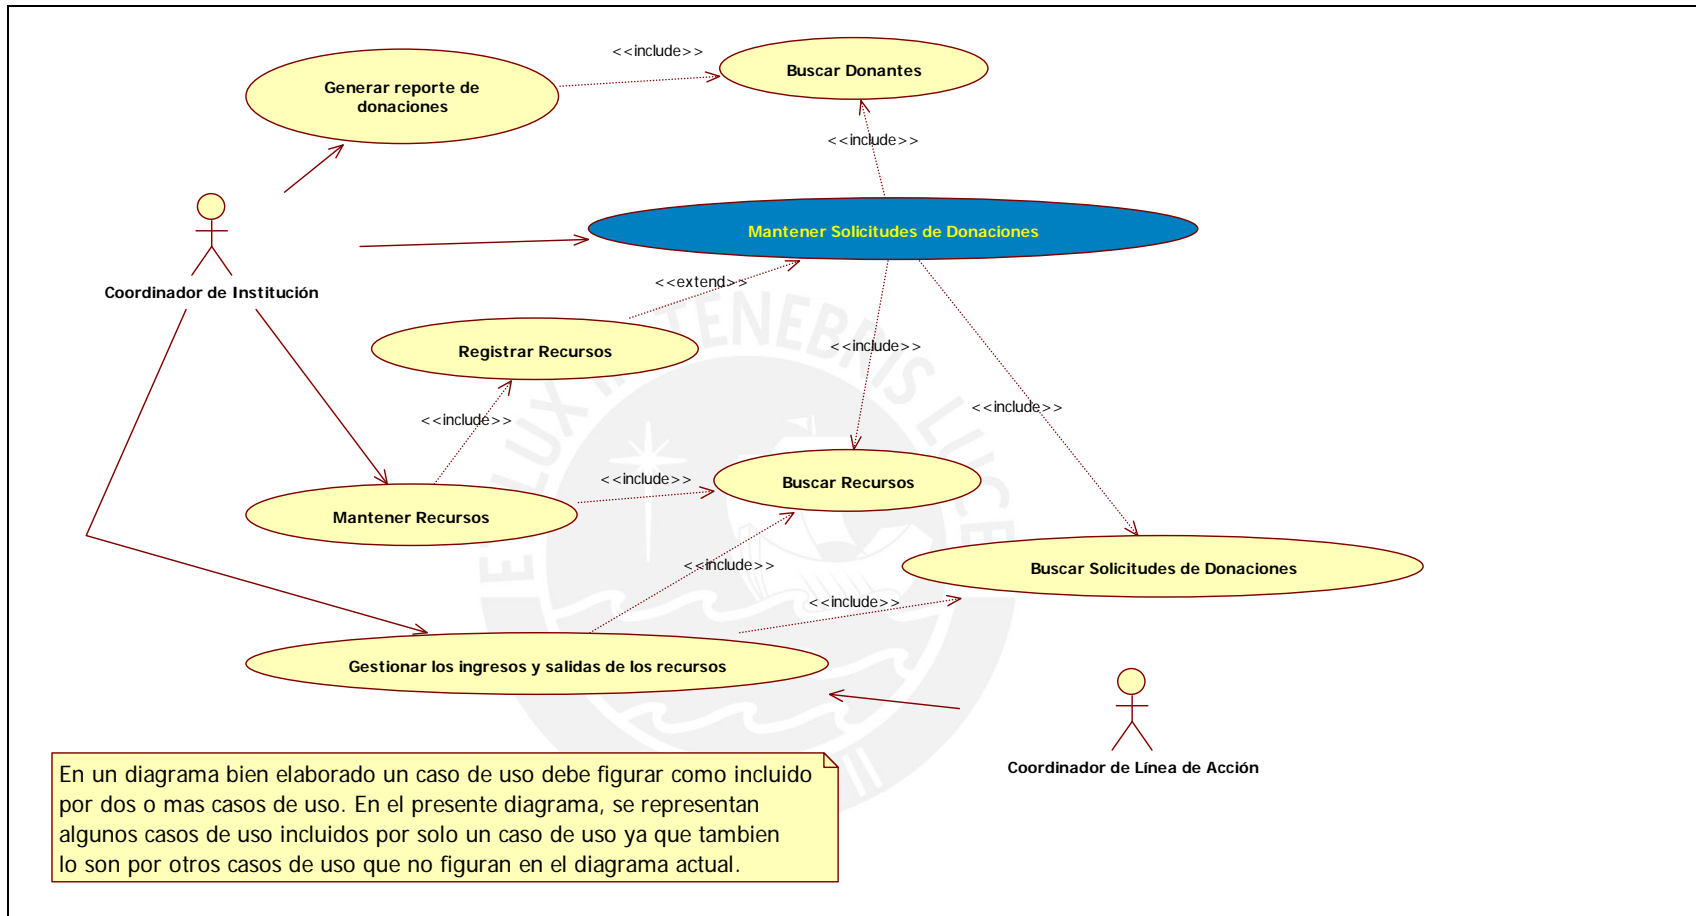 <<include>>
Buscar Donantes
Generar reporte de
donaciones
<<include>>
Mantener Solicitudes de Donaciones
<<extend>>
Coordinador de Institución
<<include>>
Registrar Recursos
<<include>>
<<include>>
<<include>>
Buscar Recursos
Mantener Recursos
<<include>>
Buscar Solicitudes de Donaciones
<<include>>
Gestionar los ingresos y salidas de los recursos
Coordinador de Línea de Acción
En un diagrama bien elaborado un caso de uso debe figurar como incluido
por dos o mas casos de uso. En el presente diagrama, se representan
algunos casos de uso incluidos por solo un caso de uso ya que tambien
lo son por otros casos de uso que no figuran en el diagrama actual.